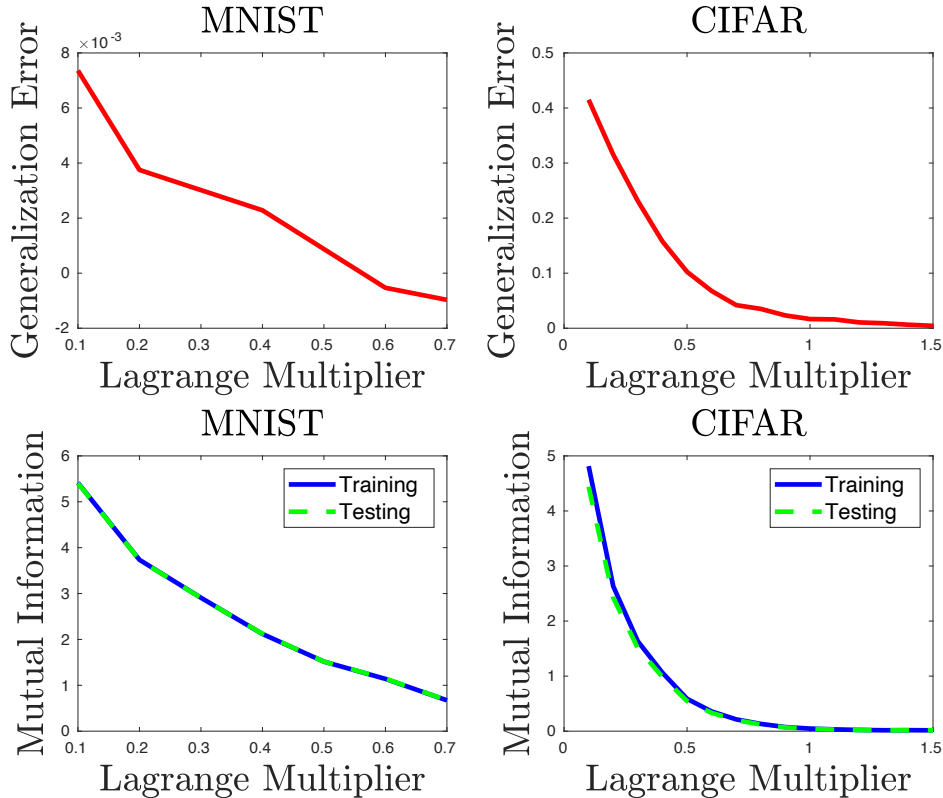 MNIST
×10⁻³
Generalization Error
8
6
4
2
0
-2
0.1 0.2 0.3 0.4 0.5 0.6 0.7
Lagrange Multiplier
CIFAR
Generalization Error
0.5
0.4
0.3
0.2
0.1
0
0 0.5 1 1.5
Lagrange Multiplier
MNIST
Mutual Information
6
5
4
3
2
1
0
Training
Testing
0.1 0.2 0.3 0.4 0.5 0.6 0.7
Lagrange Multiplier
CIFAR
Mutual Information
5
4
3
2
1
0
Training
Testing
0 0.5 1 1.5
Lagrange Multiplier